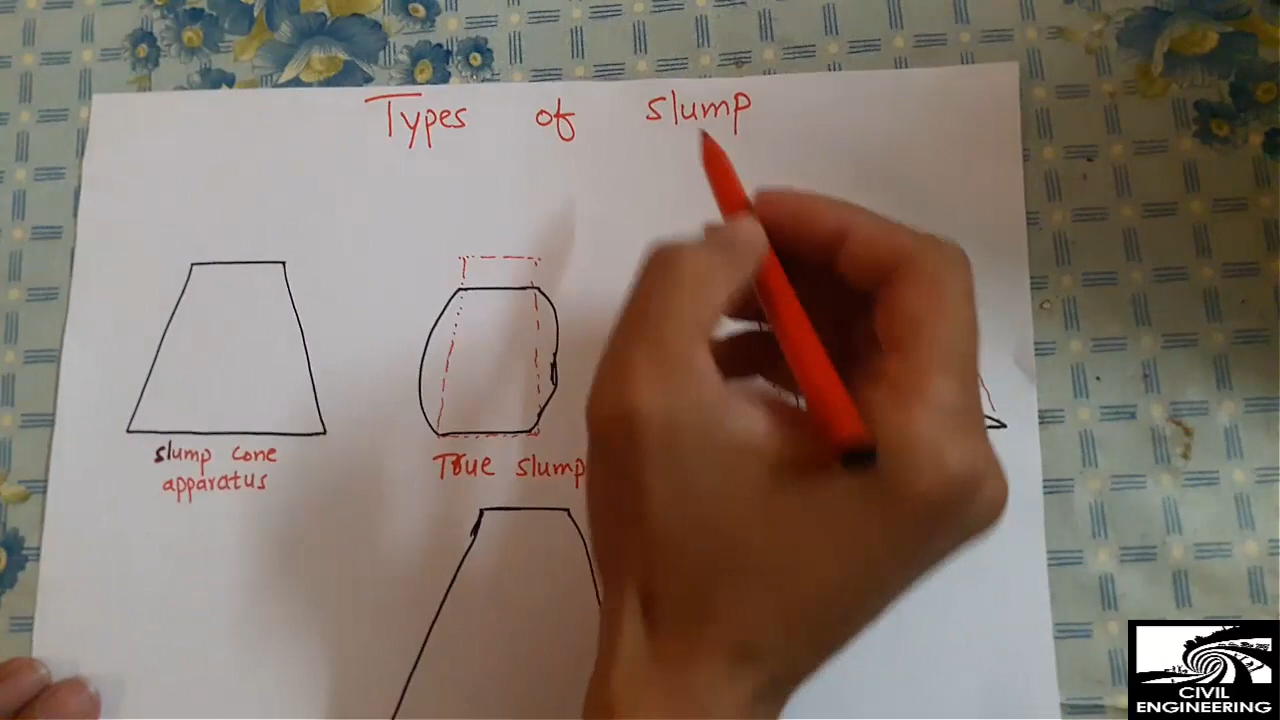 Types of slump
slump cone
apparatus
True slump
CIVIL
ENGINEERING